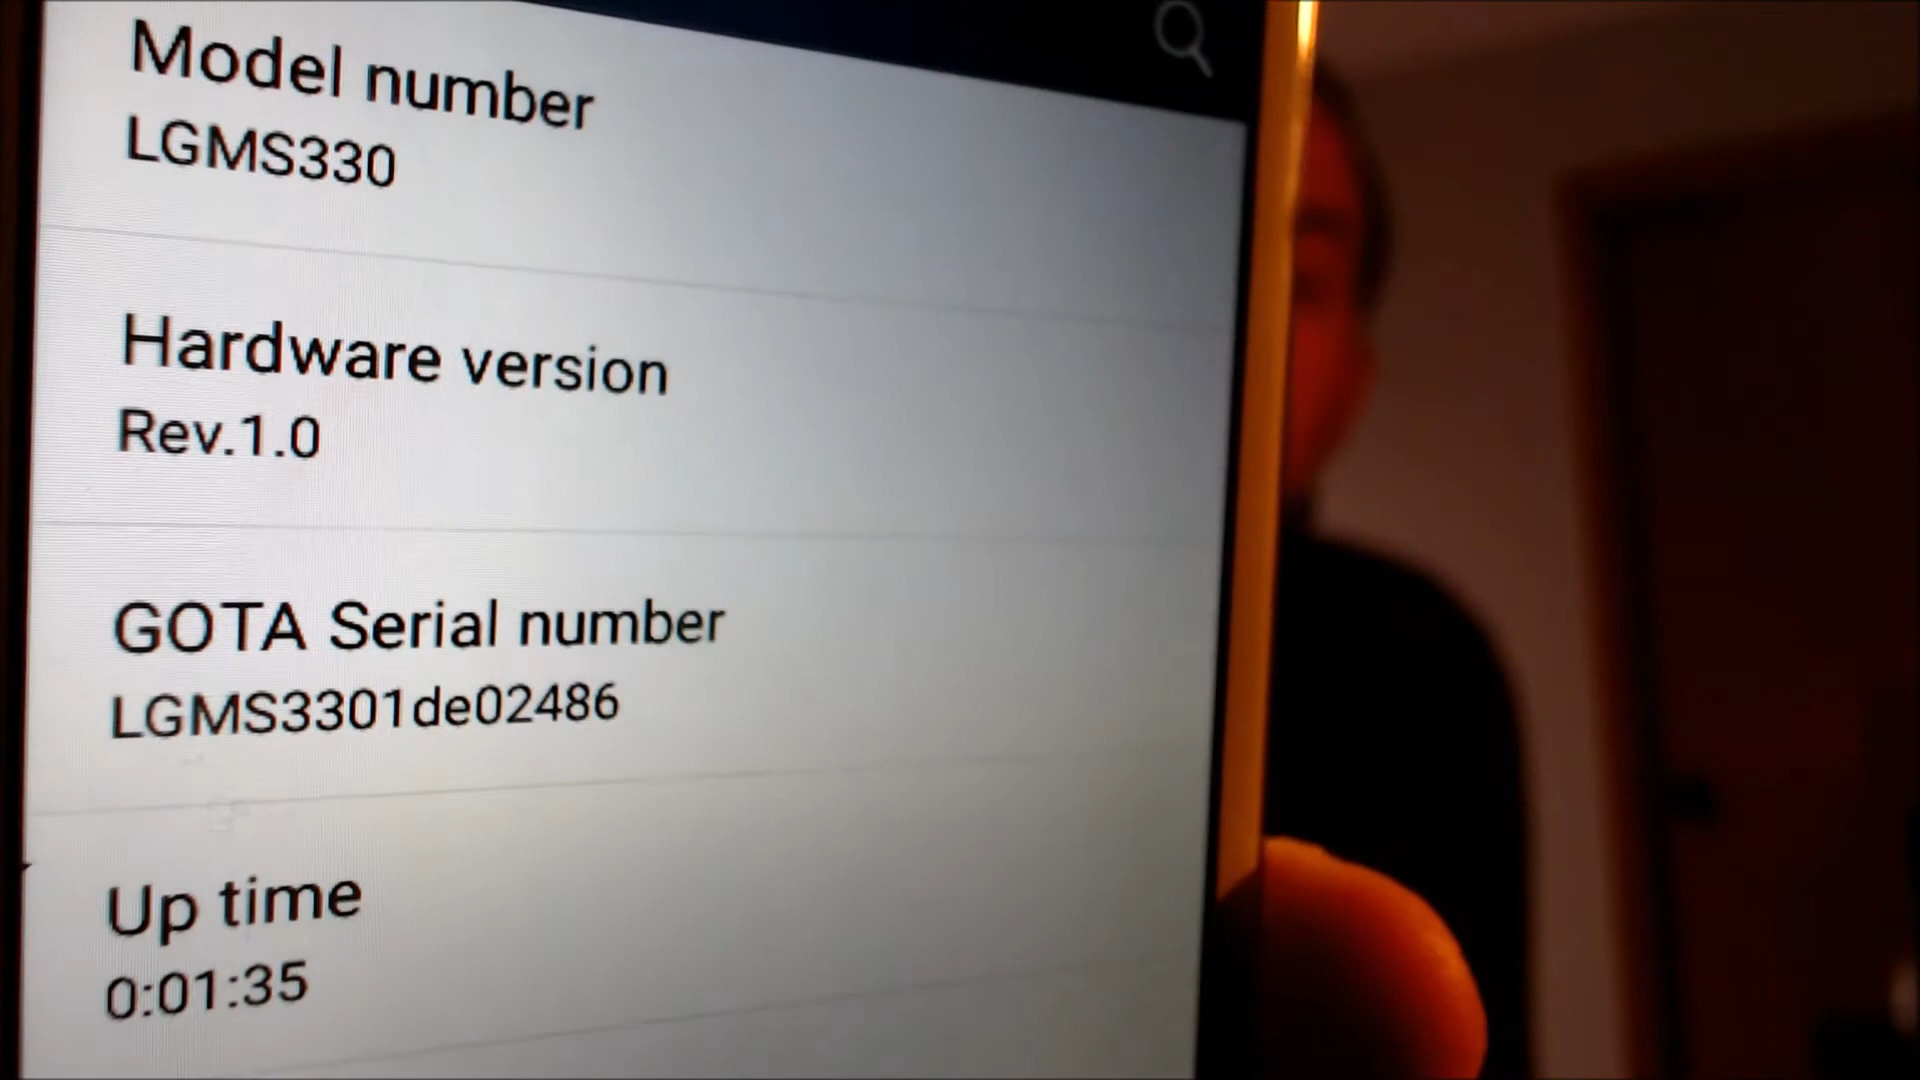 Model number
LGMS330
Hardware version
Rev.1.0
GOTA Serial number
LGMS3301de02486
Up time
0:01:35